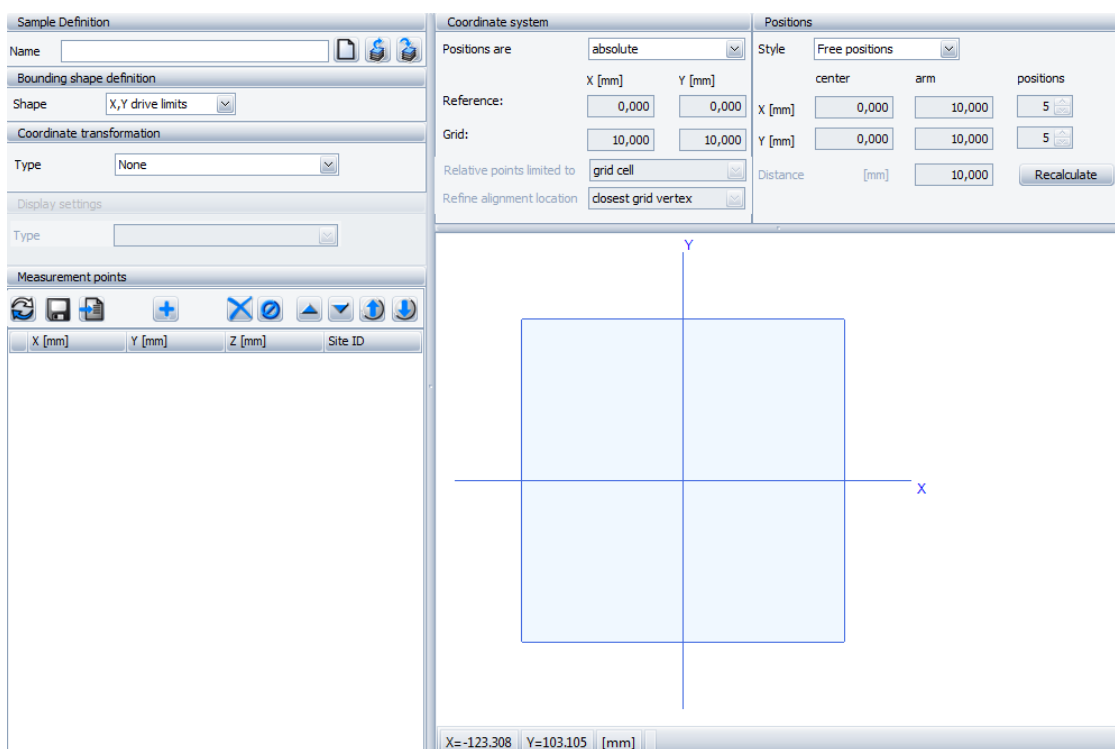 Sample Definition
Name
Bounding shape definition
Shape X,Y drive limits
Coordinate transformation
Type None
Display settings
Type
Measurement points
X [mm] Y [mm] Z [mm] Site ID
Coordinate system
Positions are absolute
X [mm] Y [mm]
Reference: 0,000 0,000
Grid: 10,000 10,000
Relative points limited to grid cell
Refine alignment location closest grid vertex
Positions
Style Free positions
center arm positions
X [mm] 0,000 10,000 5
Y [mm] 0,000 10,000 5
Distance [mm] 10,000 Recalculate
Y
X
X=-123.308 Y=103.105 [mm]